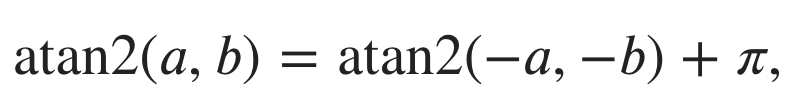 atan2(a, b) = atan2(−a, −b) + π,